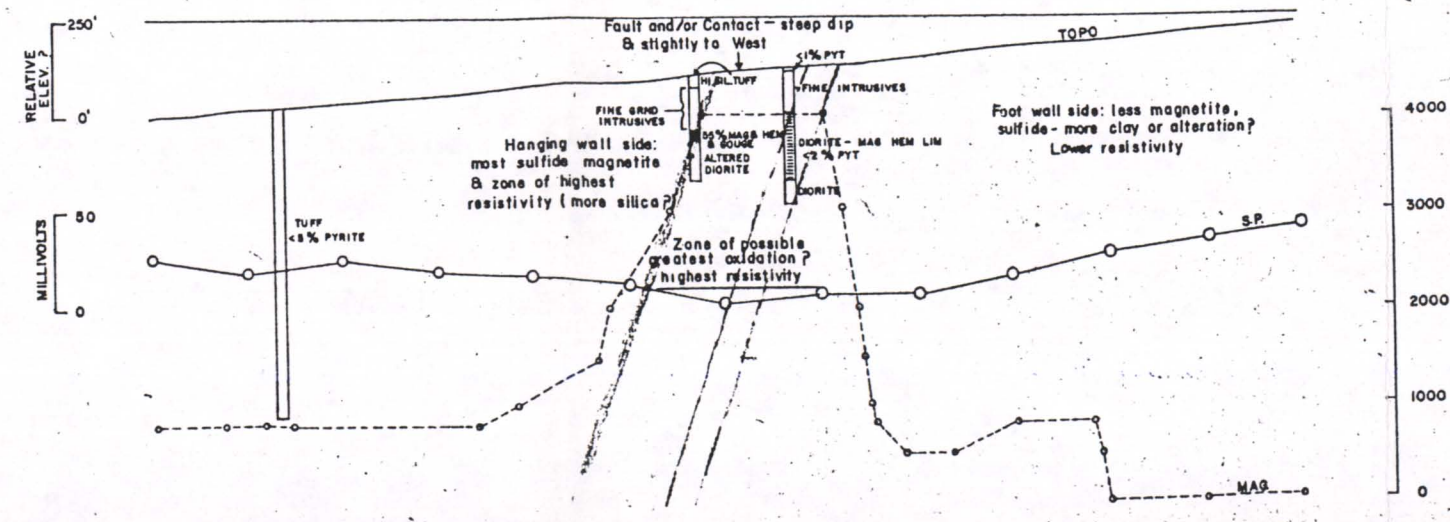 250'
RELATIVE
ELEV. ?
0'
Fault and/or Contact - steep dip
& slightly to West
TOPO
<1% PYT
HI SIL TUFF
FINE INTRUSIVES
FINE GRND
INTRUSIVES
Hanging wall side:
most sulfide magnetite
& zone of highest
resistivity (more silica?)
MAG & HEM
& GOUGE
ALTERED
DIORITE
DIORITE - MAG HEM LIM
<2% PYT
DIORITE
Foot wall side: less magnetite,
sulfide - more clay or alteration?
Lower resistivity
4000
3000
2000
1000
0
50
MILLIVOLTS
0
TUFF
<5% PYRITE
Zone of possible
greatest oxidation?
highest resistivity
S.P.
MAG.